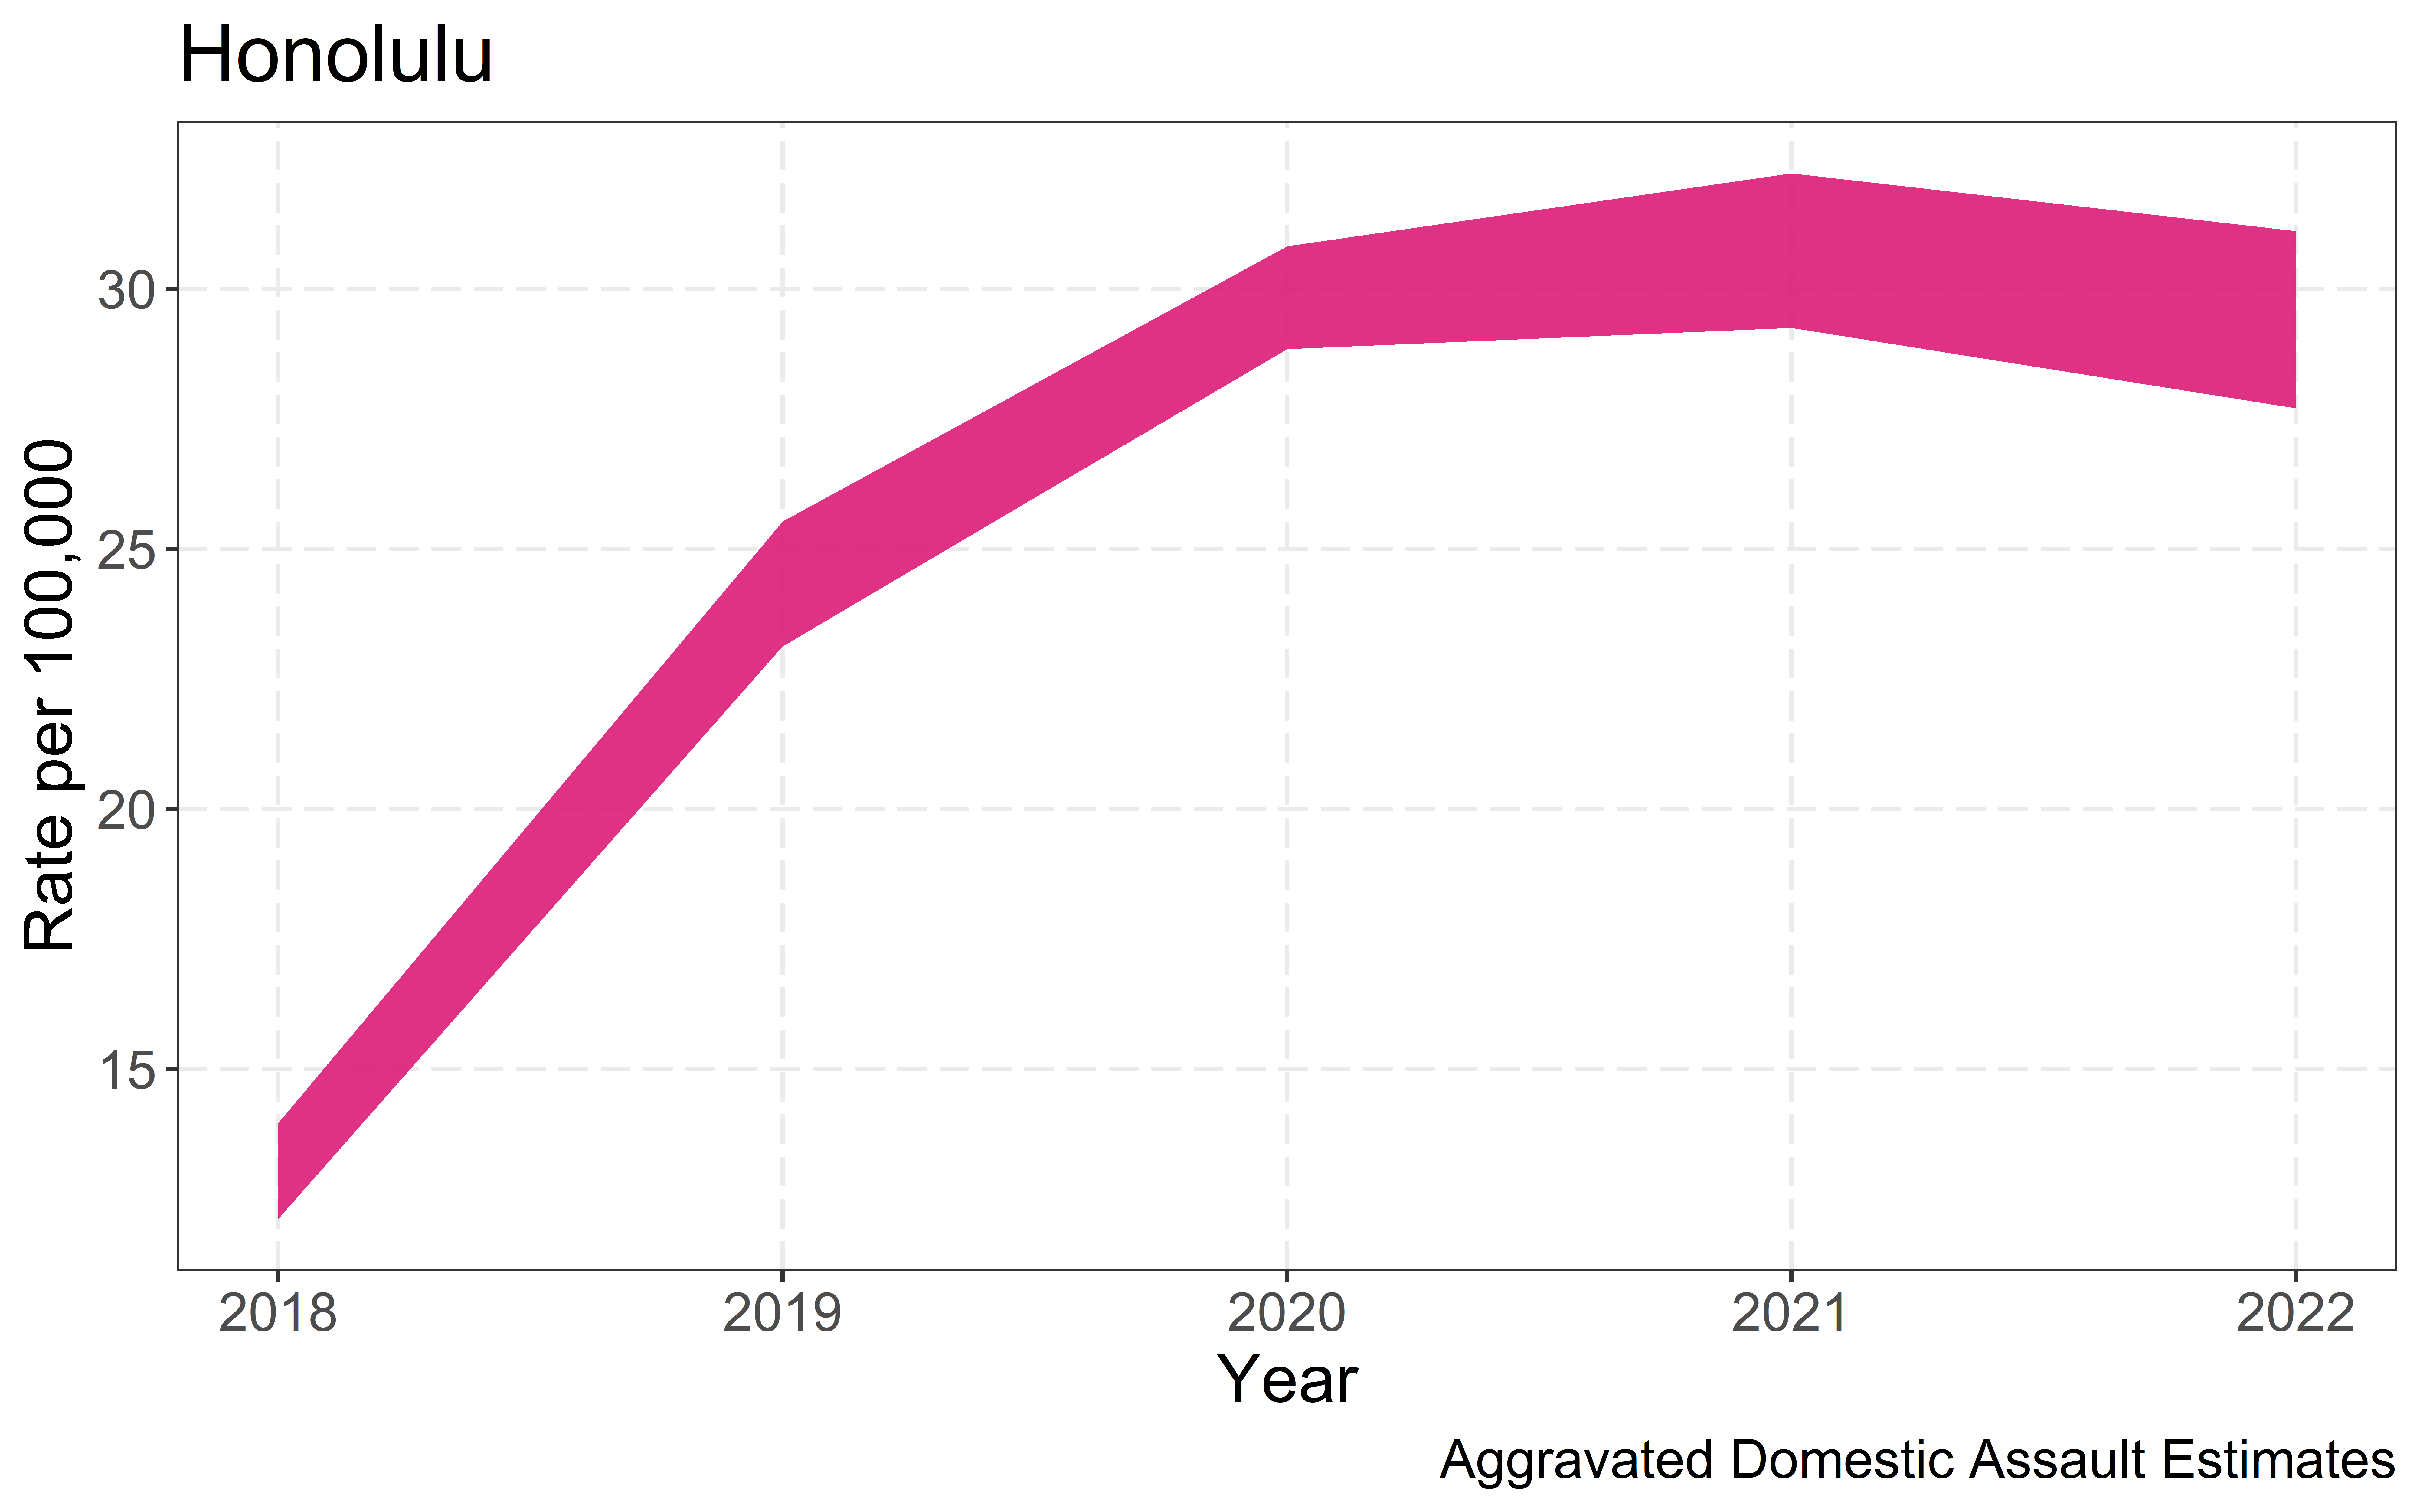 Honolulu
30
25
20
15
Rate per 100,000
2018 2019 2020 2021 2022
Year
Aggravated Domestic Assault Estimates